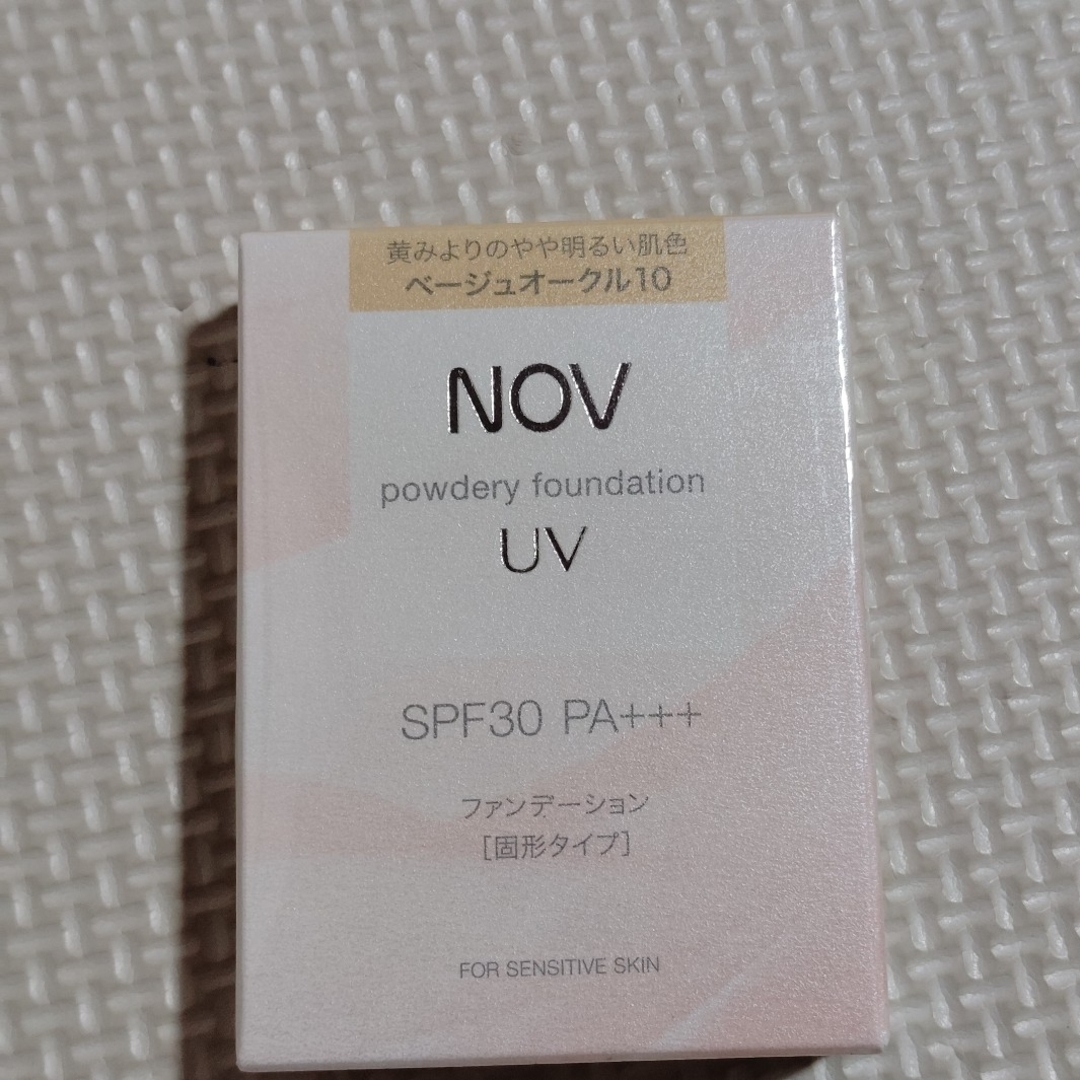 黄みよりのやや明るい肌色
ベージュオークル10
NOV
powdery foundation
UV
SPF30 PA+++
ファンデーション
[固形タイプ]
FOR SENSITIVE SKIN